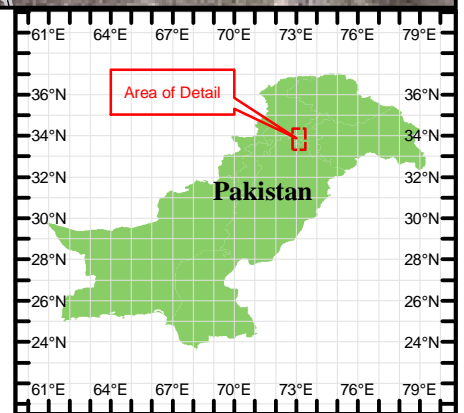 61°E 64°E 67°E 70°E 73°E 76°E 79°E
36°N 36°N
Area of Detail
34°N 34°N
32°N 32°N
Pakistan
30°N 30°N
28°N 28°N
26°N 26°N
24°N 24°N
61°E 64°E 67°E 70°E 73°E 76°E 79°E